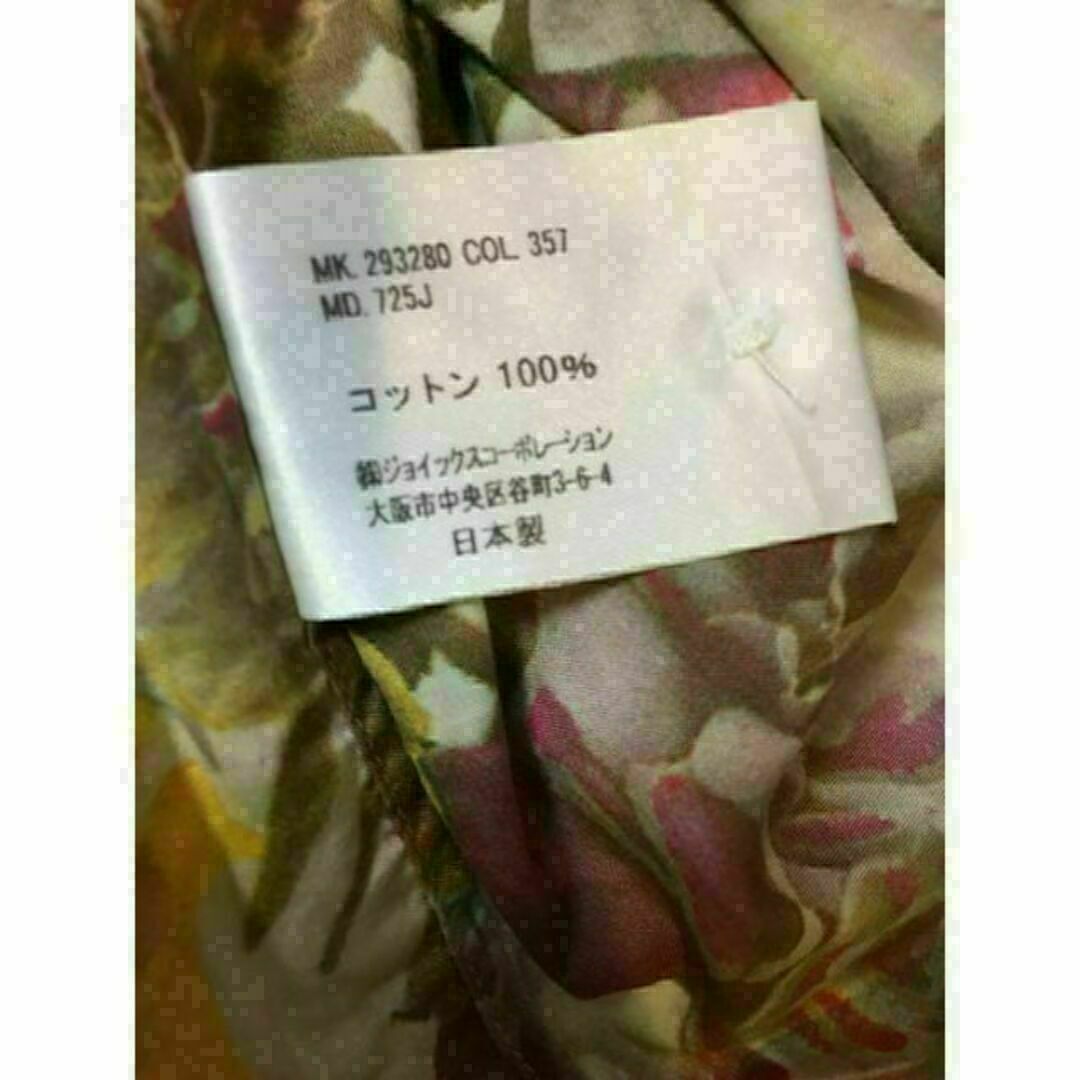 MK. 293280 COL 357
MD. 725J
コットン 100%
㈱ジョイックスコーポレーション
大阪市中央区谷町3-6-4
日本製